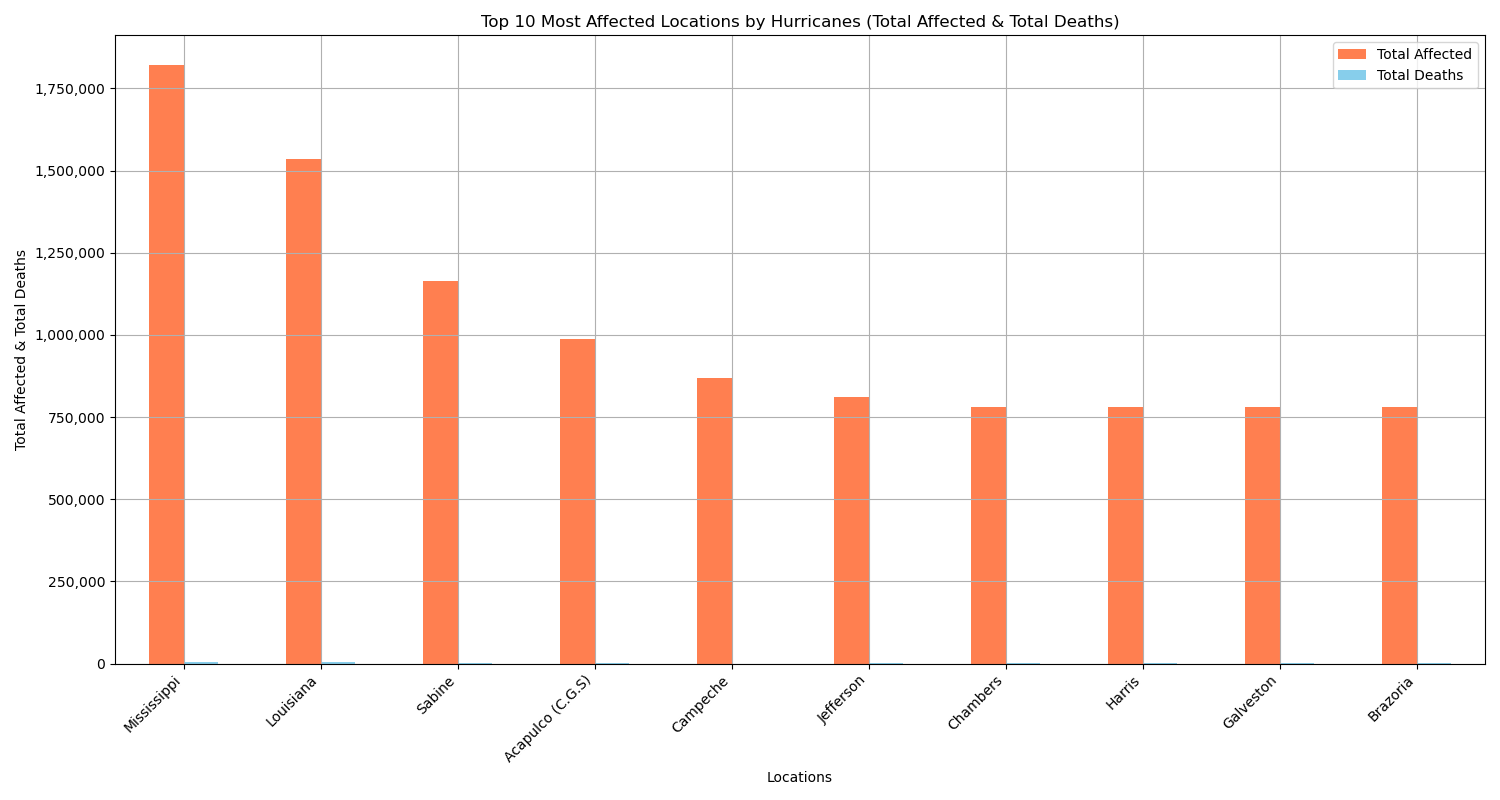 Top 10 Most Affected Locations by Hurricanes (Total Affected & Total Deaths)
Total Affected
Total Deaths
Total Affected & Total Deaths
1,750,000
1,500,000
1,250,000
1,000,000
750,000
500,000
250,000
0
Mississippi
Louisiana
Sabine
Acapulco (C.G.S)
Campeche
Jefferson
Chambers
Harris
Galveston
Brazoria
Locations